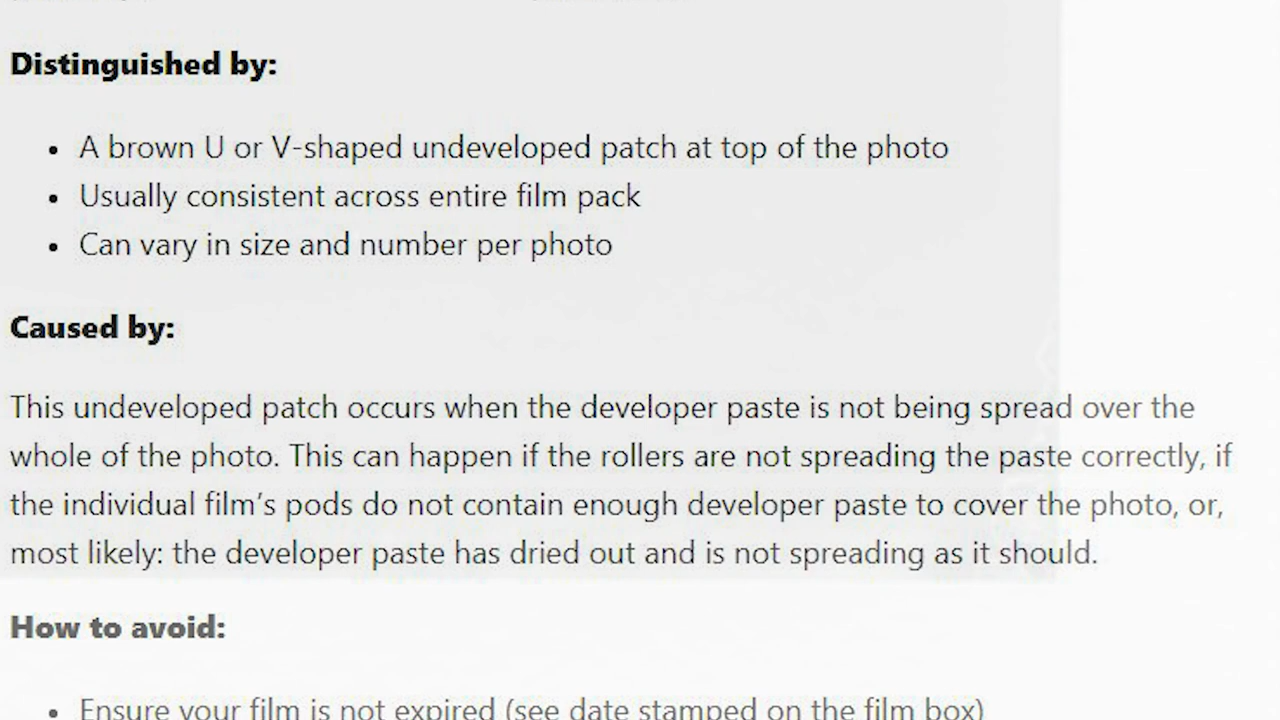 Distinguished by:
• A brown U or V-shaped undeveloped patch at top of the photo
• Usually consistent across entire film pack
• Can vary in size and number per photo
Caused by:
This undeveloped patch occurs when the developer paste is not being spread over the
whole of the photo. This can happen if the rollers are not spreading the paste correctly, if
the individual film’s pods do not contain enough developer paste to cover the photo, or,
most likely: the developer paste has dried out and is not spreading as it should.
How to avoid:
• Ensure your film is not expired (see date stamped on the film box)